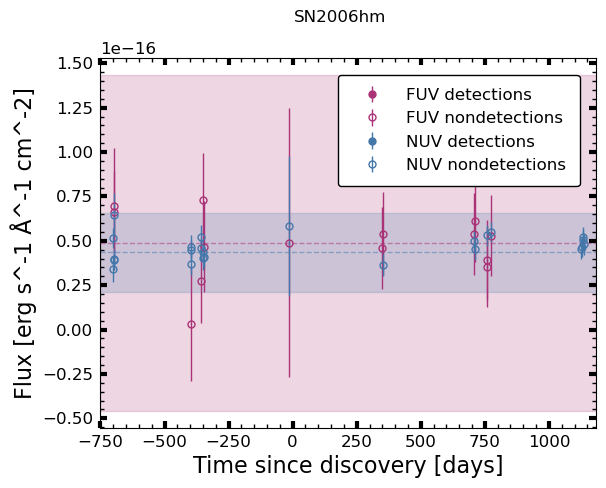 SN2006hm
1e−16
1.50
1.25
1.00
0.75
0.50
0.25
0.00
−0.25
−0.50
Flux [erg s^-1 Å^-1 cm^-2]
FUV detections
FUV nondetections
NUV detections
NUV nondetections
−750
−500
−250
0
250
500
750
1000
Time since discovery [days]